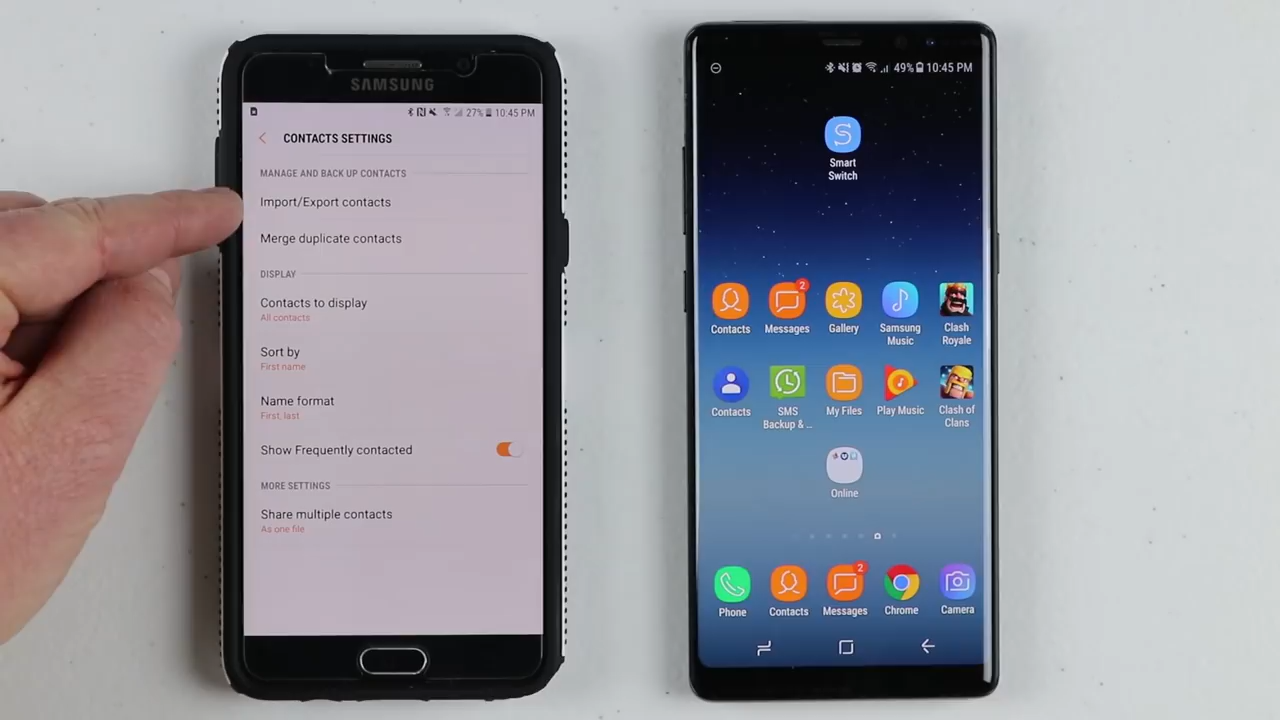 SAMSUNG
27% 10:45 PM
CONTACTS SETTINGS
MANAGE AND BACK UP CONTACTS
Import/Export contacts
Merge duplicate contacts
DISPLAY
Contacts to display
All contacts
Sort by
First name
Name format
First, last
Show Frequently contacted
MORE SETTINGS
Share multiple contacts
As one file
49% 10:45 PM
Smart
Switch
2
Contacts Messages Gallery Samsung Clash
Music Royale
Contacts SMS My Files Play Music Clash of
Backup & ... Clans
Online
2
Phone Contacts Messages Chrome Camera